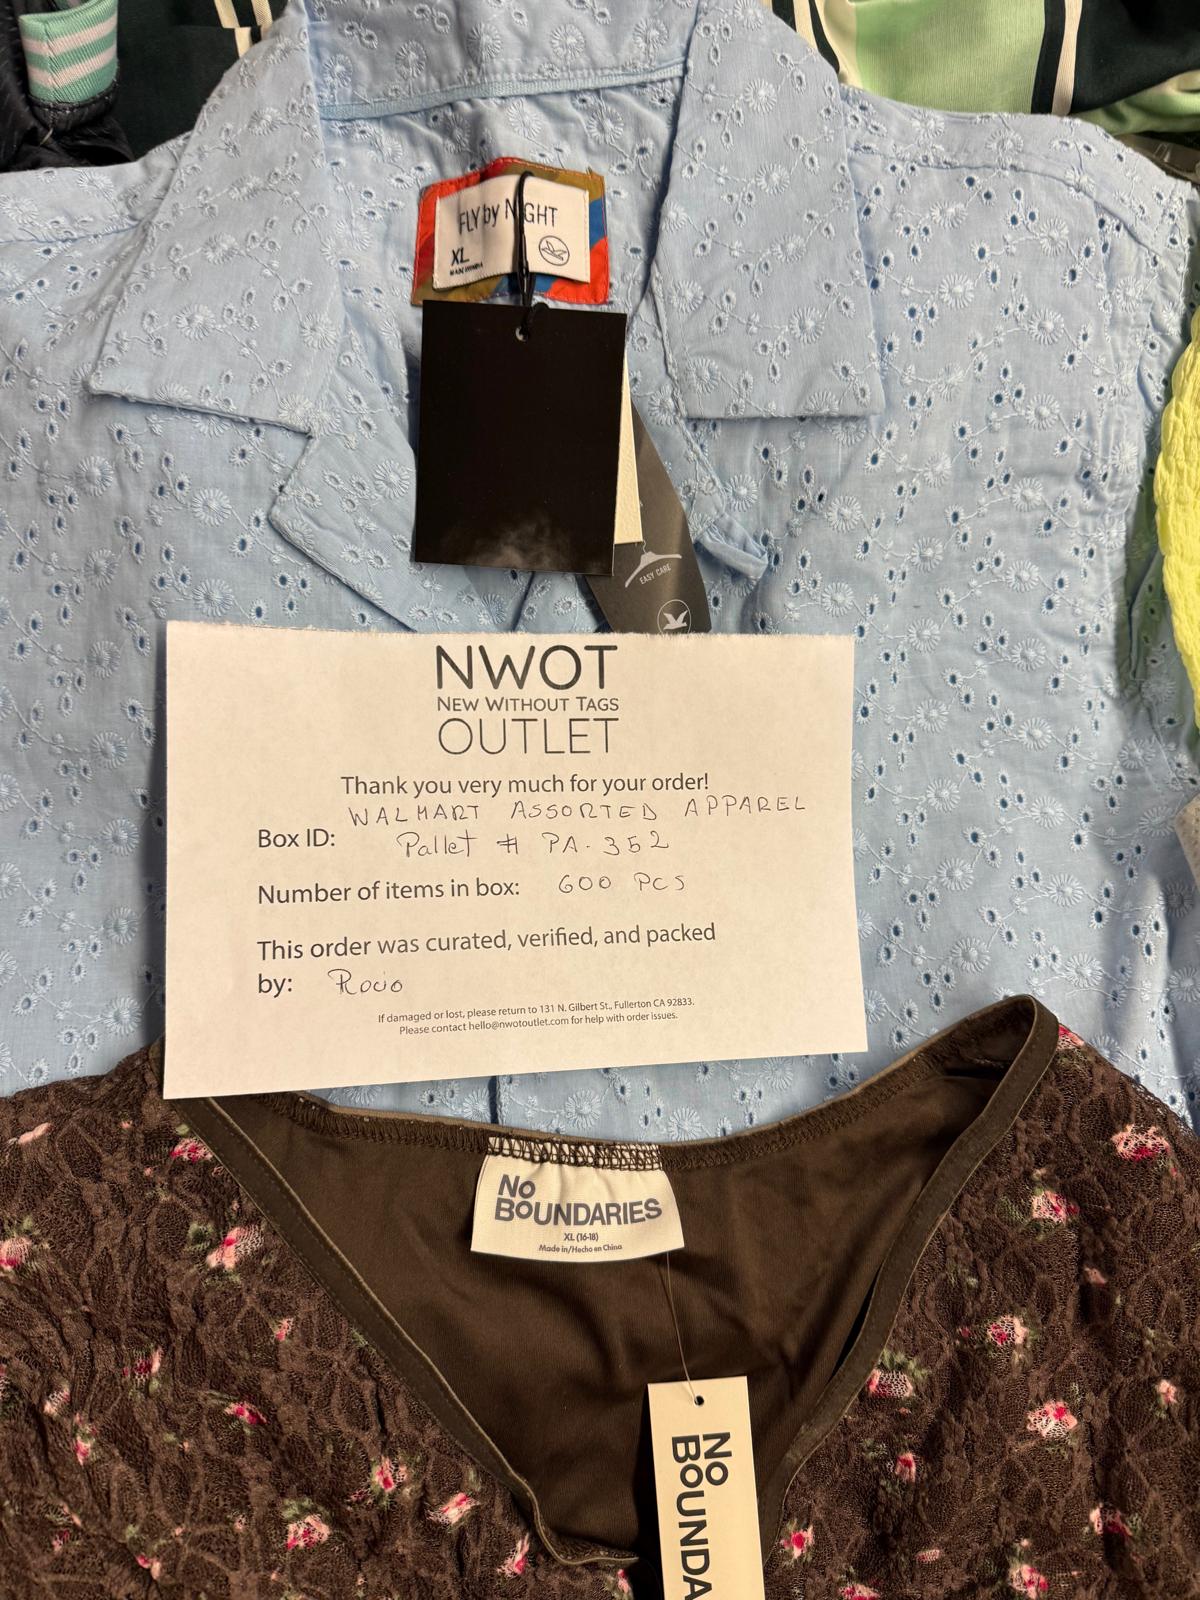 FLY by NIGHT
XL
EASY CARE
NWOT
NEW WITHOUT TAGS
OUTLET
Thank you very much for your order!
WALMART ASSORTED APPAREL
Box ID: Pallet # PA-352
Number of items in box: 600 PCS
This order was curated, verified, and packed
by: Rocio
If damaged or lost, please return to 131 N. Gilbert St., Fullerton CA 92833.
Please contact hello@nwotoutlet.com for help with order issues.
NO
BOUNDARIES
XL (16-18)
Made in/Hecho en China
NO
BOUNDA